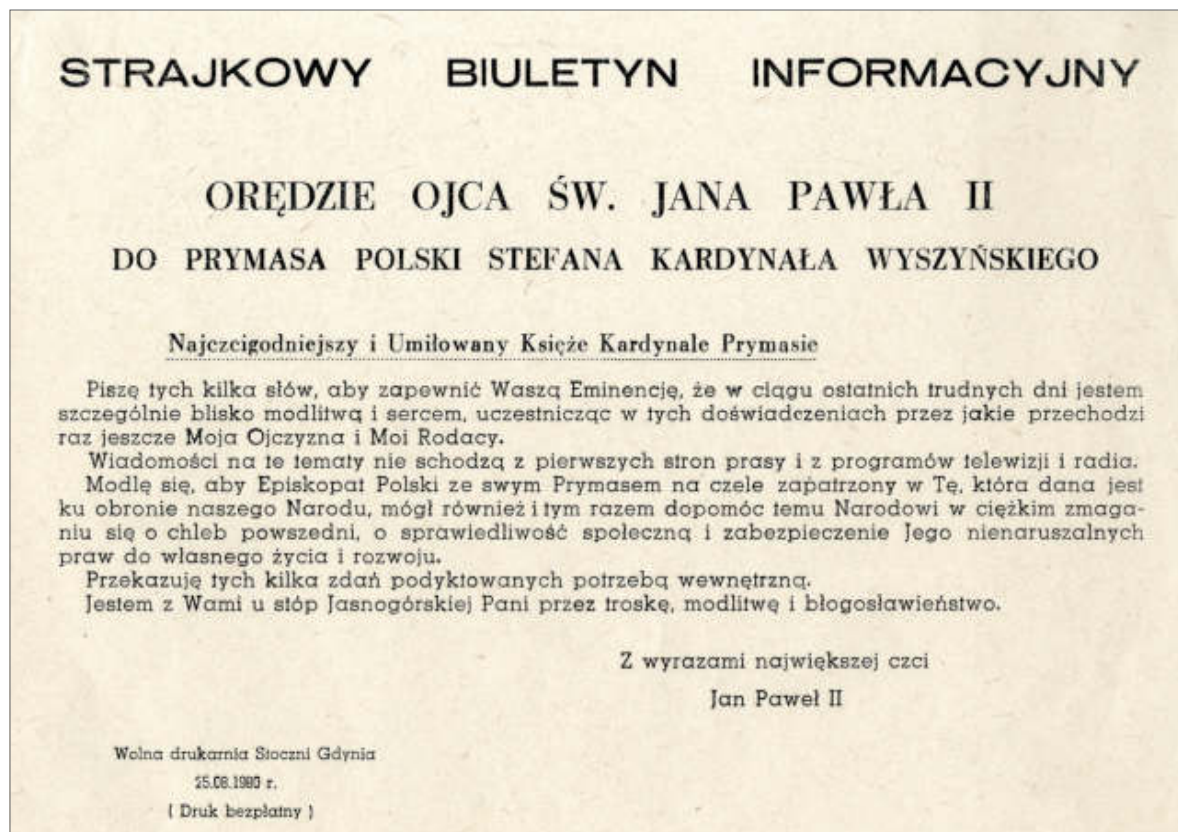 STRAJKOWY BIULETYN INFORMACYJNY
ORĘDZIE OJCA ŚW. JANA PAWŁA II
DO PRYMASA POLSKI STEFANA KARDYNAŁA WYSZYŃSKIEGO
Najczcigodniejszy i Umiłowany Księże Kardynale Prymasie
Piszę tych kilka słów, aby zapewnić Waszą Eminencję, że w ciągu ostatnich trudnych dni jestem
szczególnie blisko modlitwą i sercem, uczestnicząc w tych doświadczeniach przez jakie przechodzi
raz jeszcze Moja Ojczyzna i Moi Rodacy.
Wiadomości na te tematy nie schodzą z pierwszych stron prasy i z programów telewizji i radia.
Modlę się, aby Episkopat Polski ze swym Prymasem na czele zapatrzony w Tę, która dana jest
ku obronie naszego Narodu, mógł również i tym razem dopomóc temu Narodowi w ciężkim zmaga-
niu się o chleb powszedni, o sprawiedliwość społeczną i zabezpieczenie Jego nienaruszalnych
praw do własnego życia i rozwoju.
Przekazuję tych kilka zdań podyktowanych potrzebą wewnętrzną.
Jestem z Wami u stóp Jasnogórskiej Pani przez troskę, modlitwę i błogosławieństwo.
Z wyrazami największej czci
Jan Paweł II
Wolna drukarnia Stoczni Gdynia
25.08.1980 r.
( Druk bezpłatny )